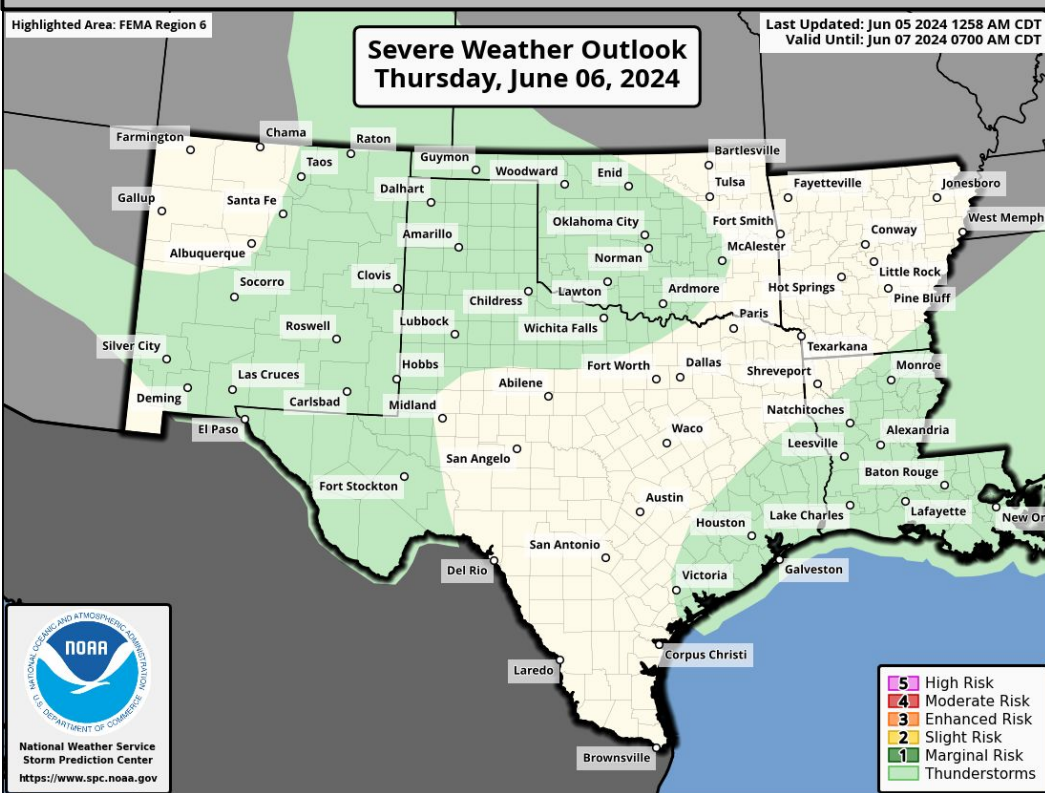 Highlighted Area: FEMA Region 6
Last Updated: Jun 05 2024 1258 AM CDT
Valid Until: Jun 07 2024 0700 AM CDT
Severe Weather Outlook
Thursday, June 06, 2024
Farmington
Chama
Raton
Taos
Guymon
Woodward
Enid
Bartlesville
Tulsa
Fayetteville
Jonesboro
Gallup
Santa Fe
Dalhart
Oklahoma City
Fort Smith
West Memph
Albuquerque
Amarillo
Norman
McAlester
Conway
Little Rock
Socorro
Clovis
Childress
Lawton
Ardmore
Hot Springs
Pine Bluff
Roswell
Lubbock
Wichita Falls
Paris
Texarkana
Silver City
Las Cruces
Hobbs
Fort Worth
Dallas
Shreveport
Monroe
Deming
Carlsbad
Midland
Abilene
Natchitoches
El Paso
Waco
Leesville
Alexandria
San Angelo
Baton Rouge
Fort Stockton
Austin
Houston
Lake Charles
Lafayette
New Or
San Antonio
Del Rio
Victoria
Galveston
Laredo
Corpus Christi
Brownsville
NATIONAL OCEANIC AND ATMOSPHERIC ADMINISTRATION
NOAA
U.S. DEPARTMENT OF COMMERCE
National Weather Service
Storm Prediction Center
https://www.spc.noaa.gov
5 High Risk
4 Moderate Risk
3 Enhanced Risk
2 Slight Risk
1 Marginal Risk
Thunderstorms